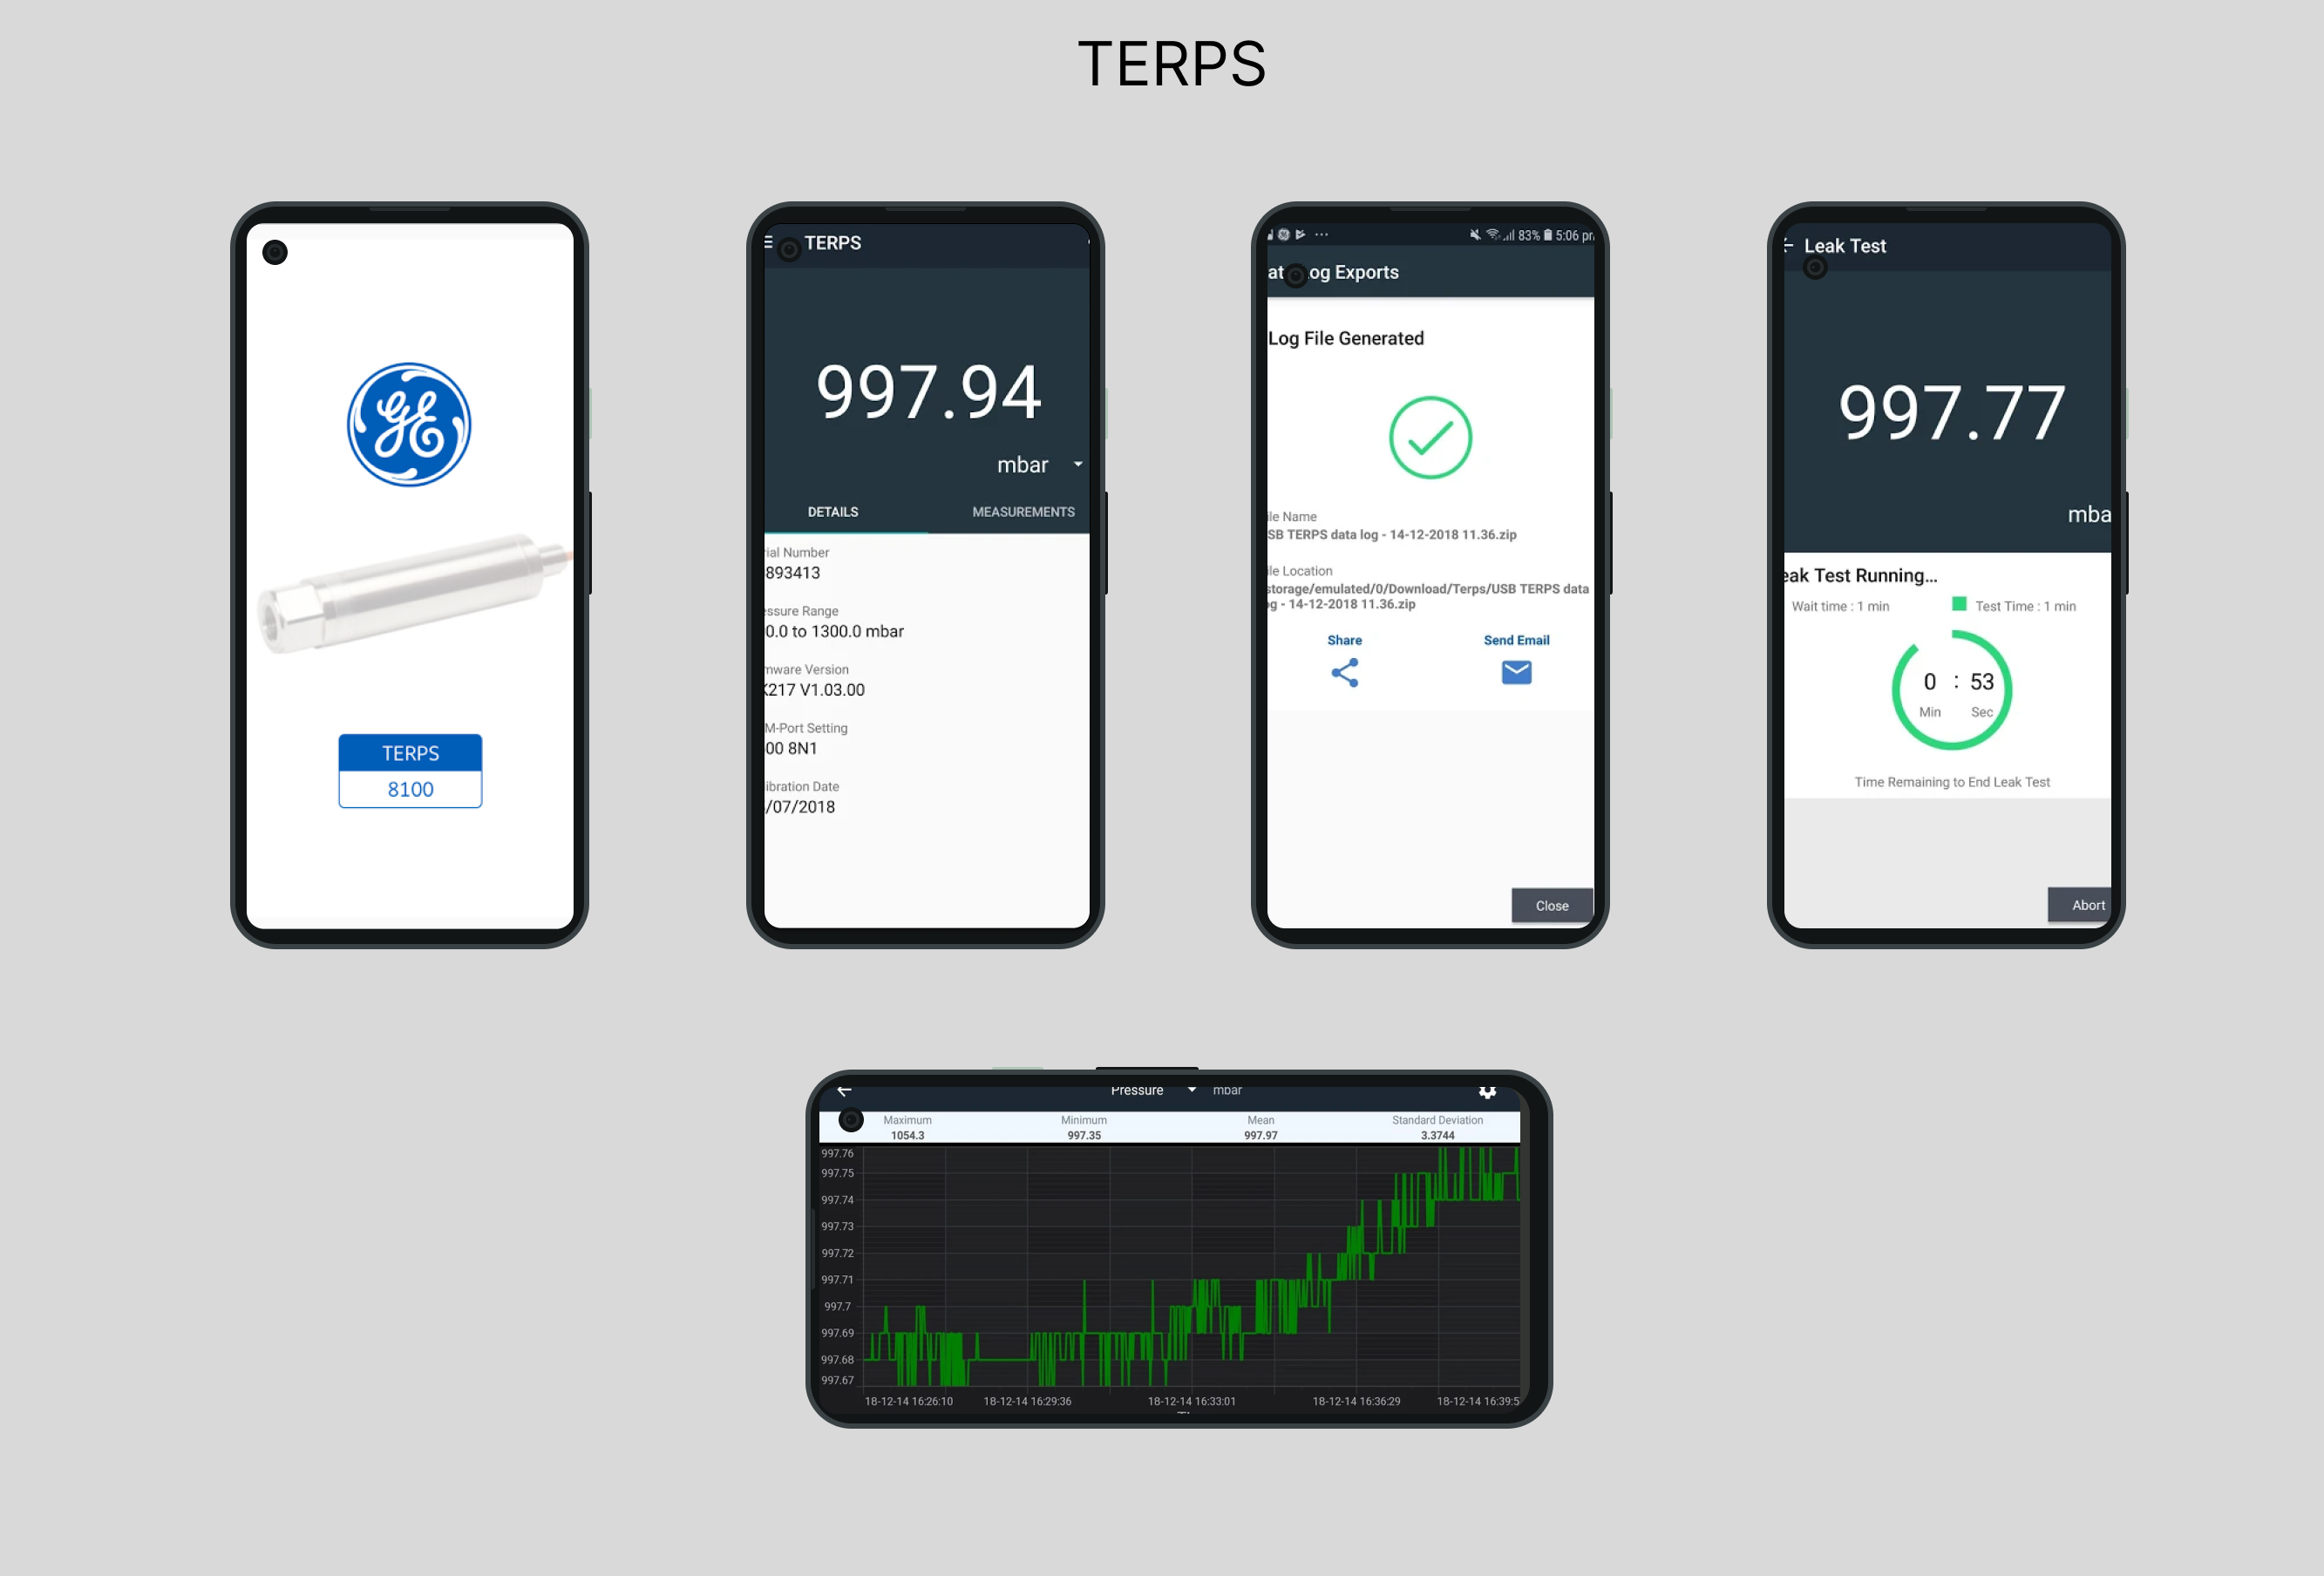 TERPS
GE
TERPS
8100
TERPS
997.94
mbar
DETAILS MEASUREMENTS
rial Number
893413
essure Range
0.0 to 1300.0 mbar
mware Version
K217 V1.03.00
M-Port Setting
00 8N1
ibration Date
/07/2018
83% 5:06 pm
at og Exports
Log File Generated
ile Name
SB TERPS data log - 14-12-2018 11.36.zip
ile Location
storage/emulated/0/Download/Terps/USB TERPS data
og - 14-12-2018 11.36.zip
Share Send Email
Close
Leak Test
997.77
mba
eak Test Running...
Wait time : 1 min Test Time : 1 min
0 : 53
Min Sec
Time Remaining to End Leak Test
Abort
Pressure mbar
Maximum Minimum Mean Standard Deviation
1054.3 997.35 997.97 3.3744
997.76
997.75
997.74
997.73
997.72
997.71
997.7
997.69
997.68
997.67
18-12-14 16:26:10 18-12-14 16:29:36 18-12-14 16:33:01 18-12-14 16:36:29 18-12-14 16:39:5